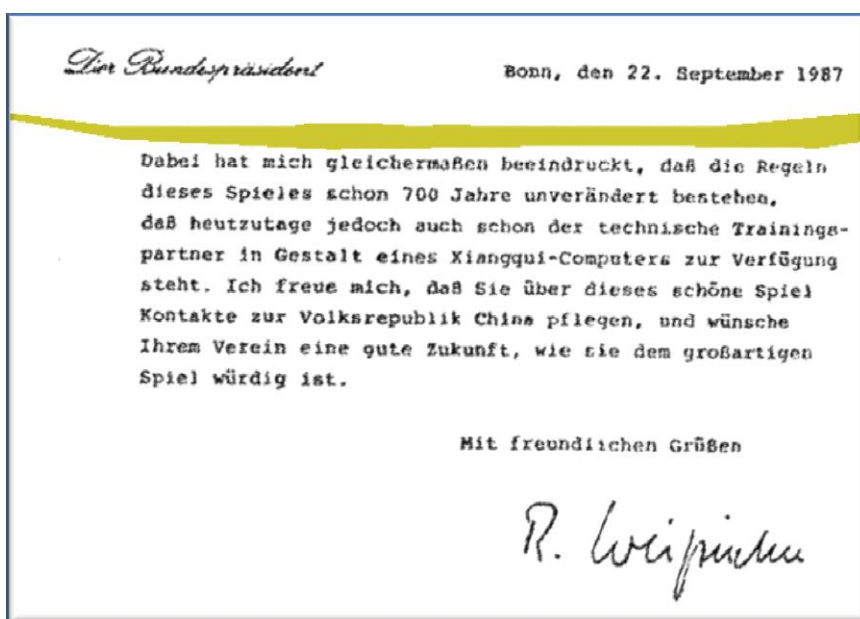 Der Bundespräsident
Bonn, den 22. September 1987
Dabei hat mich gleichermaßen beeindruckt, daß die Regeln
dieses Spieles schon 700 Jahre unverändert bestehen,
daß heutzutage jedoch auch schon der technische Trainings-
partner in Gestalt eines Xiangqui-Computers zur Verfügung
steht. Ich freue mich, daß Sie über dieses schöne Spiel
Kontakte zur Volksrepublik China pflegen, und wünsche
Ihrem Verein eine gute Zukunft, wie sie dem großartigen
Spiel würdig ist.
Mit freundlichen Grüßen
R. Weizsäcker